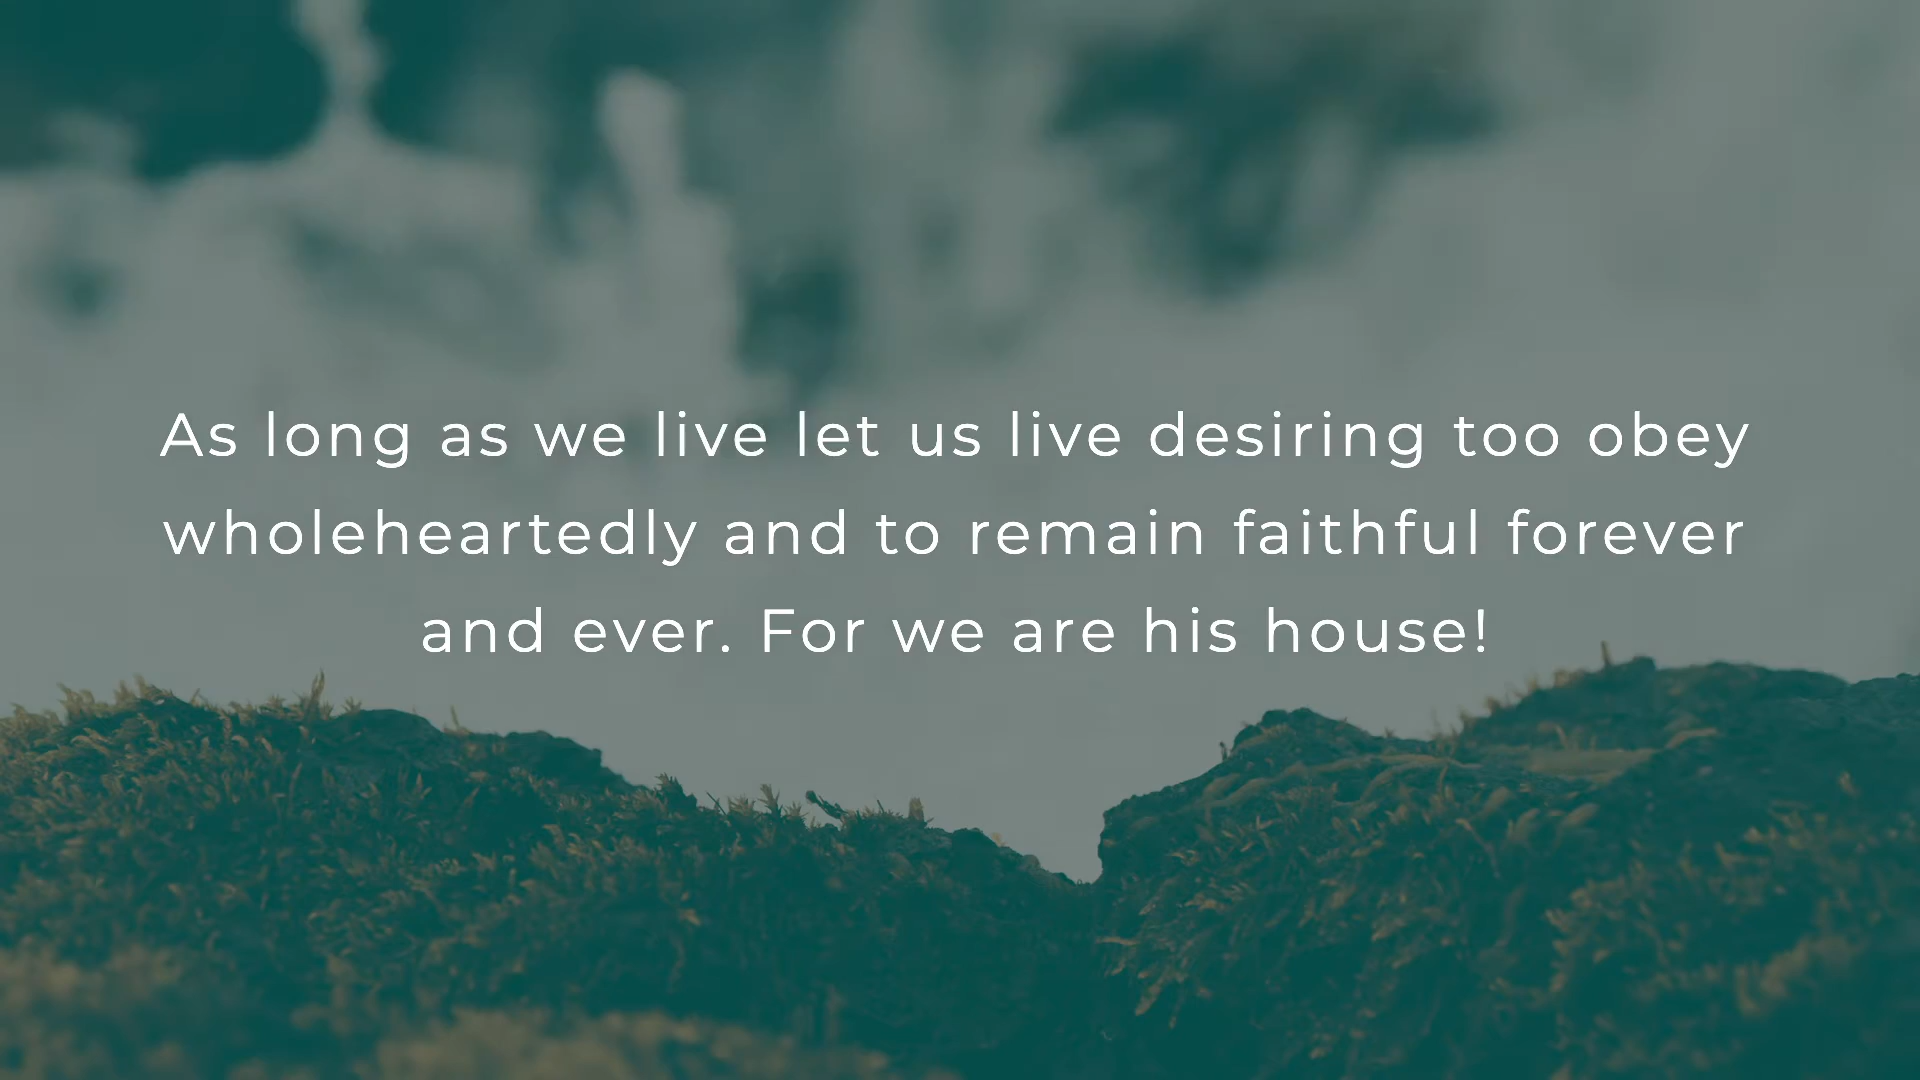 As long as we live let us live desiring too obey
wholeheartedly and to remain faithful forever
and ever. For we are his house!